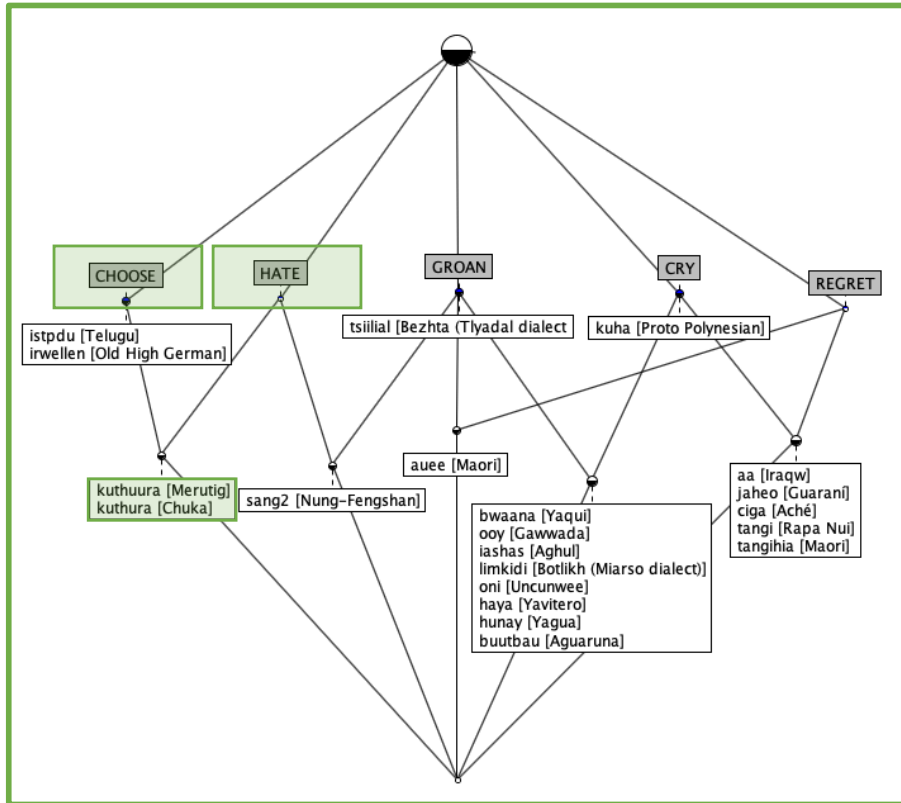 CHOOSE
HATE
GROAN
CRY
REGRET
istpdu [Telugu]
irwellen [Old High German]
tsiilial [Bezhta (Tlyadal dialect
kuha [Proto Polynesian]
kuthuura [Merutig]
kuthura [Chuka]
sang2 [Nung-Fengshan]
auee [Maori]
bwaana [Yaqui]
ooy [Gawwada]
iashas [Aghul]
limkidi [Botlikh (Miarso dialect)]
oni [Uncunwee]
haya [Yavitero]
hunay [Yagua]
buutbau [Aguaruna]
aa [Iraqw]
jaheo [Guaraní]
ciga [Aché]
tangi [Rapa Nui]
tangihia [Maori]